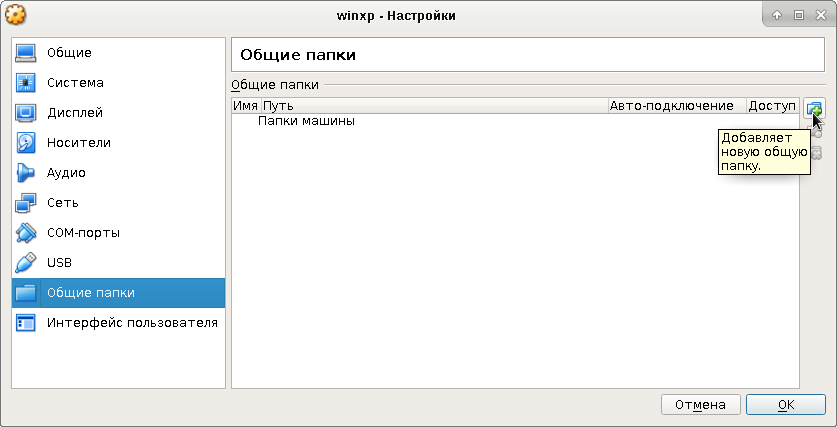 winxp - Настройки
Общие
Система
Дисплей
Носители
Аудио
Сеть
COM-порты
USB
Общие папки
Интерфейс пользователя
Общие папки
Общие папки
Имя Путь Авто-подключение Доступ
Папки машины
Добавляет
новую общую
папку.
Отмена OK